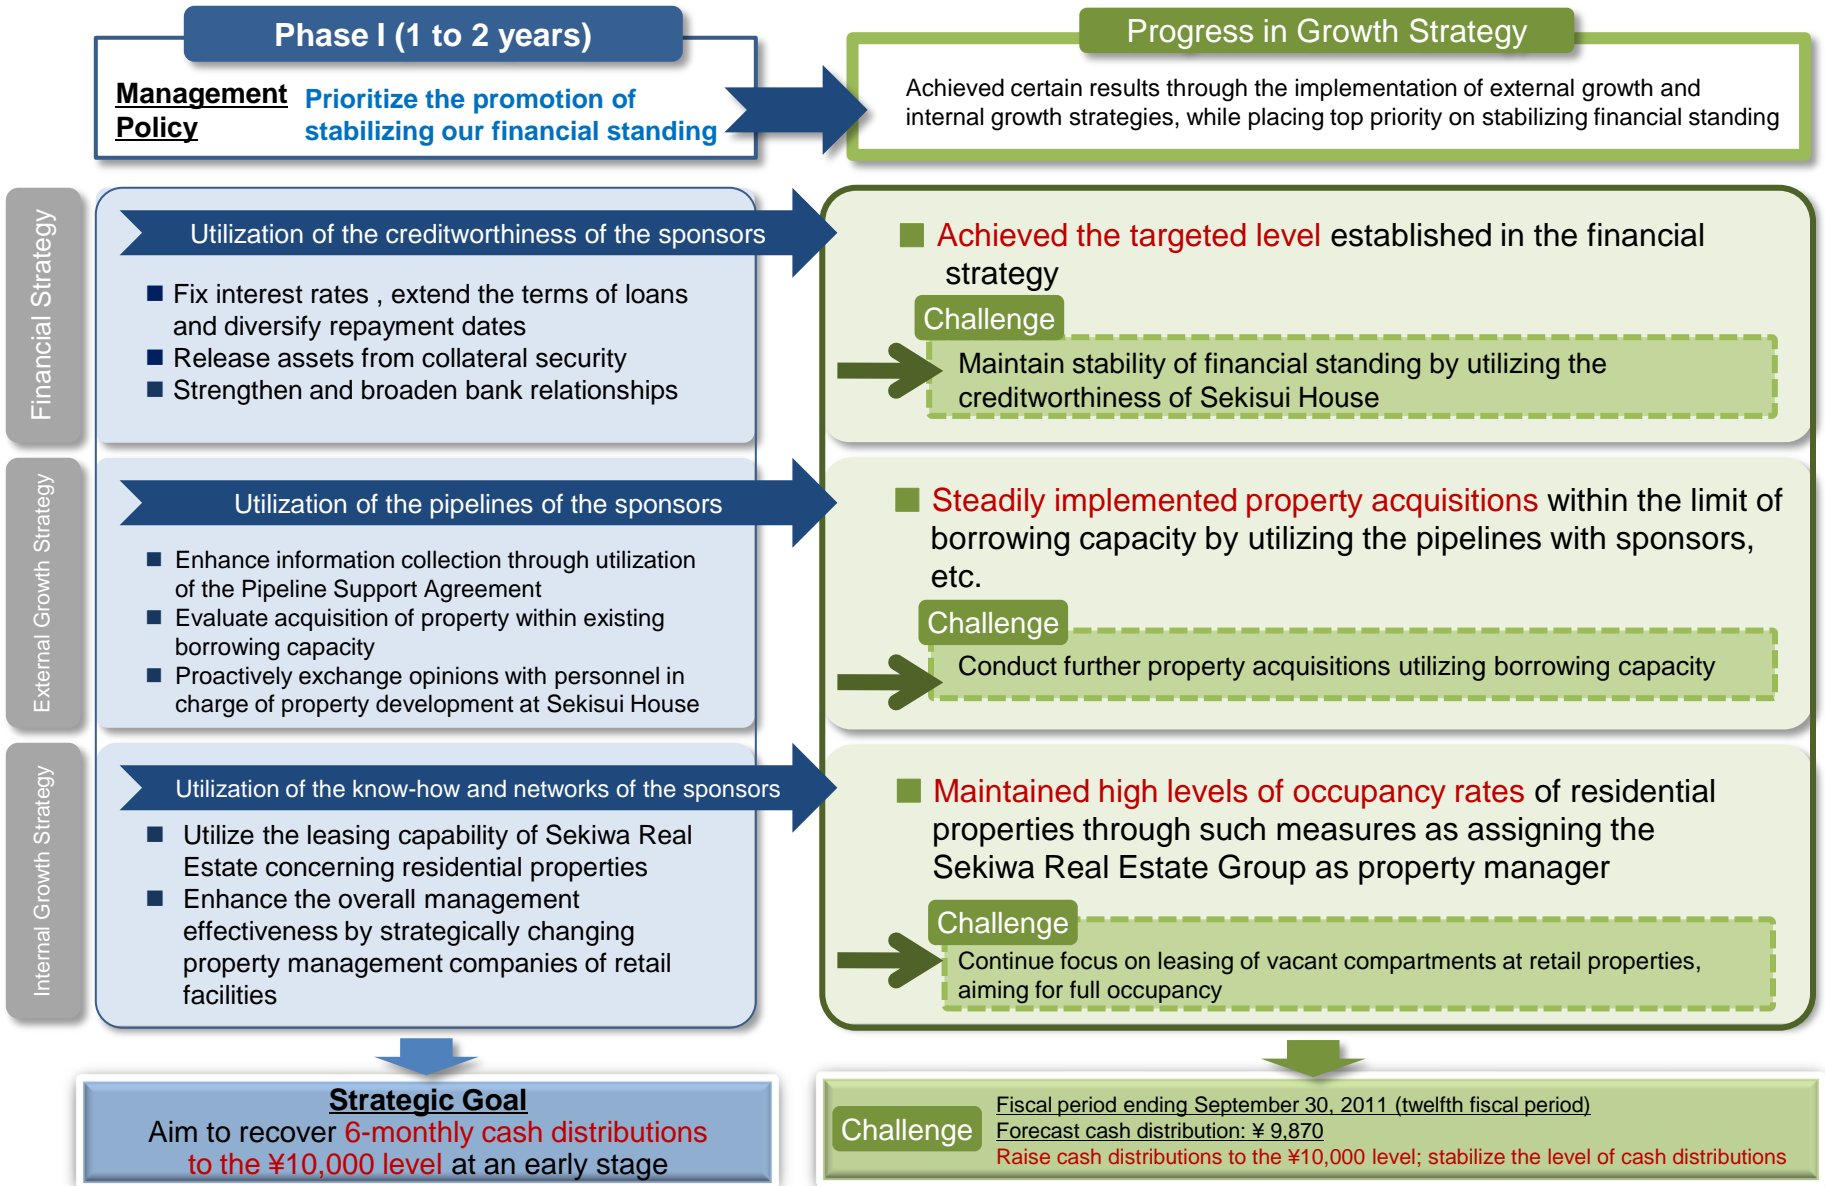 Phase I (1 to 2 years)
Management
Policy
Prioritize the promotion of
stabilizing our financial standing
Progress in Growth Strategy
Achieved certain results through the implementation of external growth and
internal growth strategies, while placing top priority on stabilizing financial standing
Financial Strategy
Utilization of the creditworthiness of the sponsors
■ Fix interest rates , extend the terms of loans
and diversify repayment dates
■ Release assets from collateral security
■ Strengthen and broaden bank relationships
■ Achieved the targeted level established in the financial
strategy
Challenge
Maintain stability of financial standing by utilizing the
creditworthiness of Sekisui House
External Growth Strategy
Utilization of the pipelines of the sponsors
■ Enhance information collection through utilization
of the Pipeline Support Agreement
■ Evaluate acquisition of property within existing
borrowing capacity
■ Proactively exchange opinions with personnel in
charge of property development at Sekisui House
■ Steadily implemented property acquisitions within the limit of
borrowing capacity by utilizing the pipelines with sponsors,
etc.
Challenge
Conduct further property acquisitions utilizing borrowing capacity
Internal Growth Strategy
Utilization of the know-how and networks of the sponsors
■ Utilize the leasing capability of Sekiwa Real
Estate concerning residential properties
■ Enhance the overall management
effectiveness by strategically changing
property management companies of retail
facilities
■ Maintained high levels of occupancy rates of residential
properties through such measures as assigning the
Sekiwa Real Estate Group as property manager
Challenge
Continue focus on leasing of vacant compartments at retail properties,
aiming for full occupancy
Strategic Goal
Aim to recover 6-monthly cash distributions
to the ¥10,000 level at an early stage
Challenge
Fiscal period ending September 30, 2011 (twelfth fiscal period)
Forecast cash distribution: ¥ 9,870
Raise cash distributions to the ¥10,000 level; stabilize the level of cash distributions